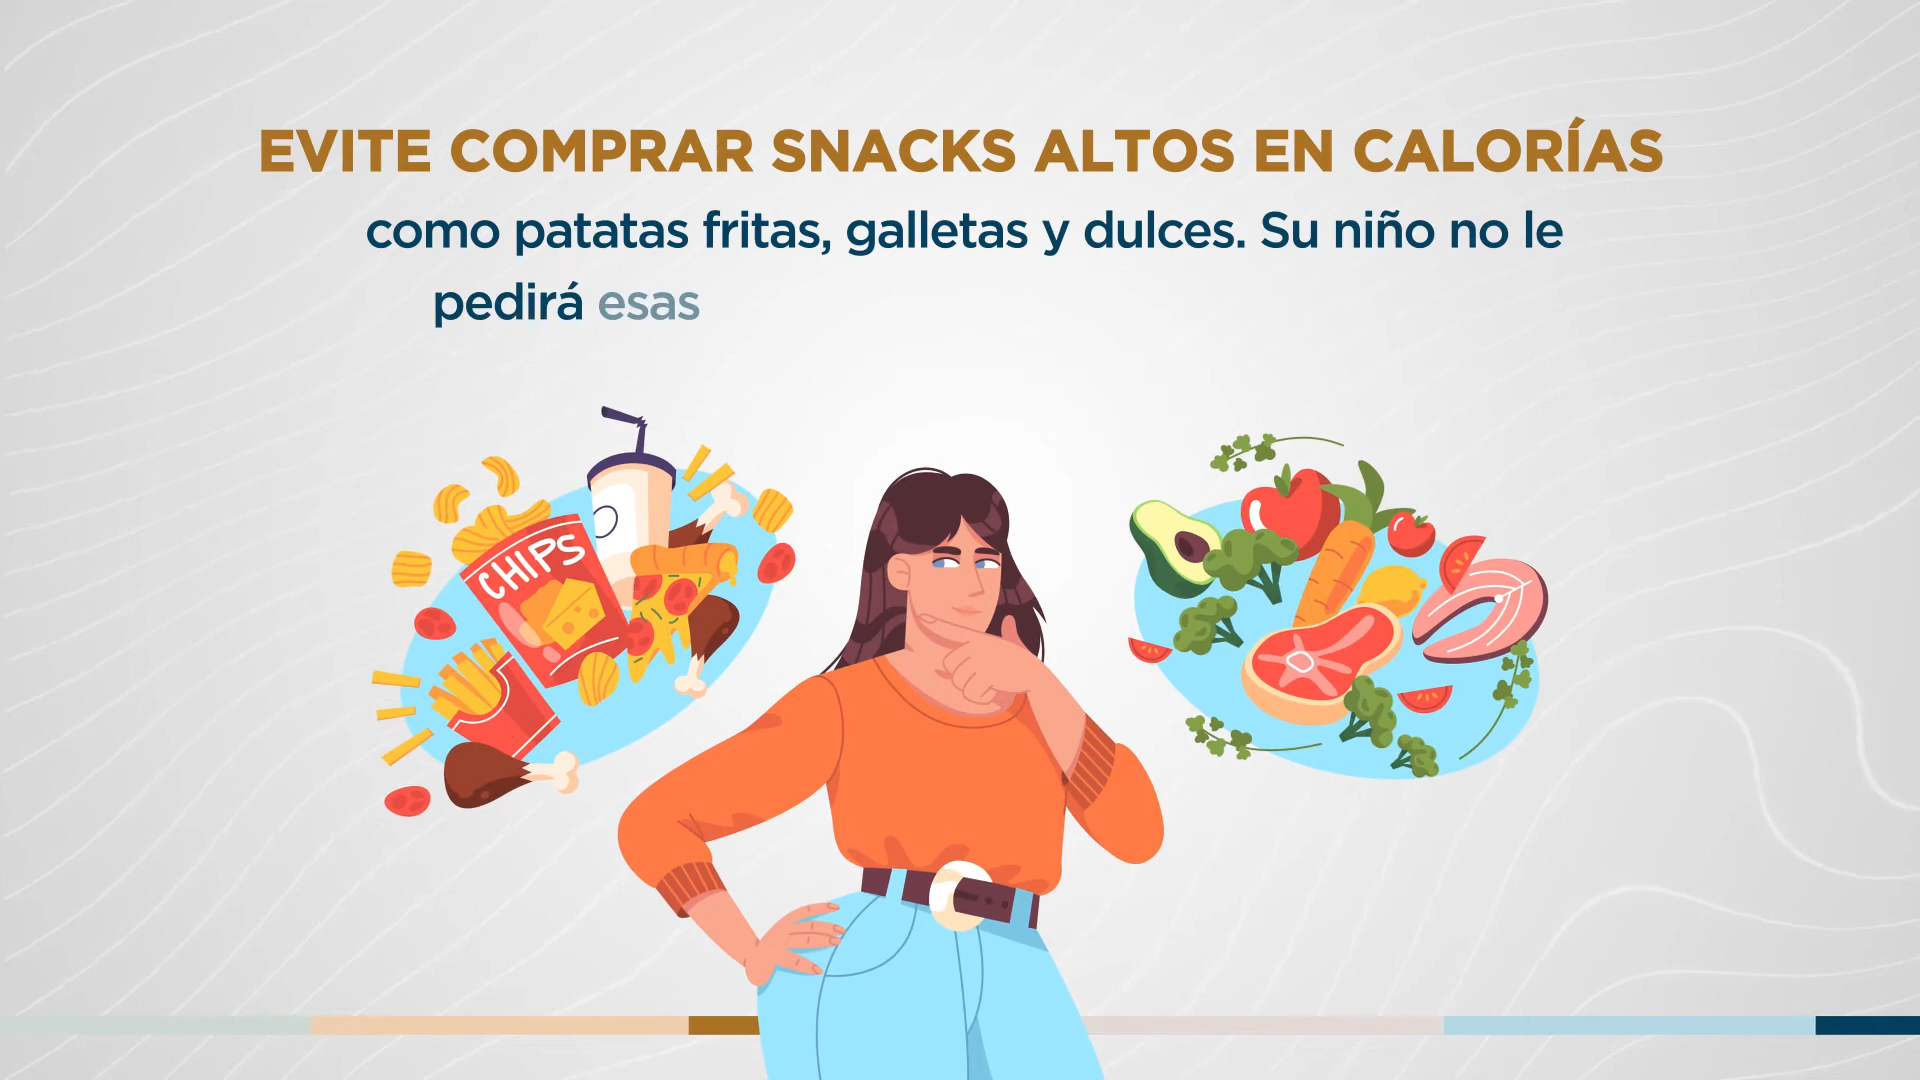 EVITE COMPRAR SNACKS ALTOS EN CALORÍAS
como patatas fritas, galletas y dulces. Su niño no le
pedirá esas
CHIPS